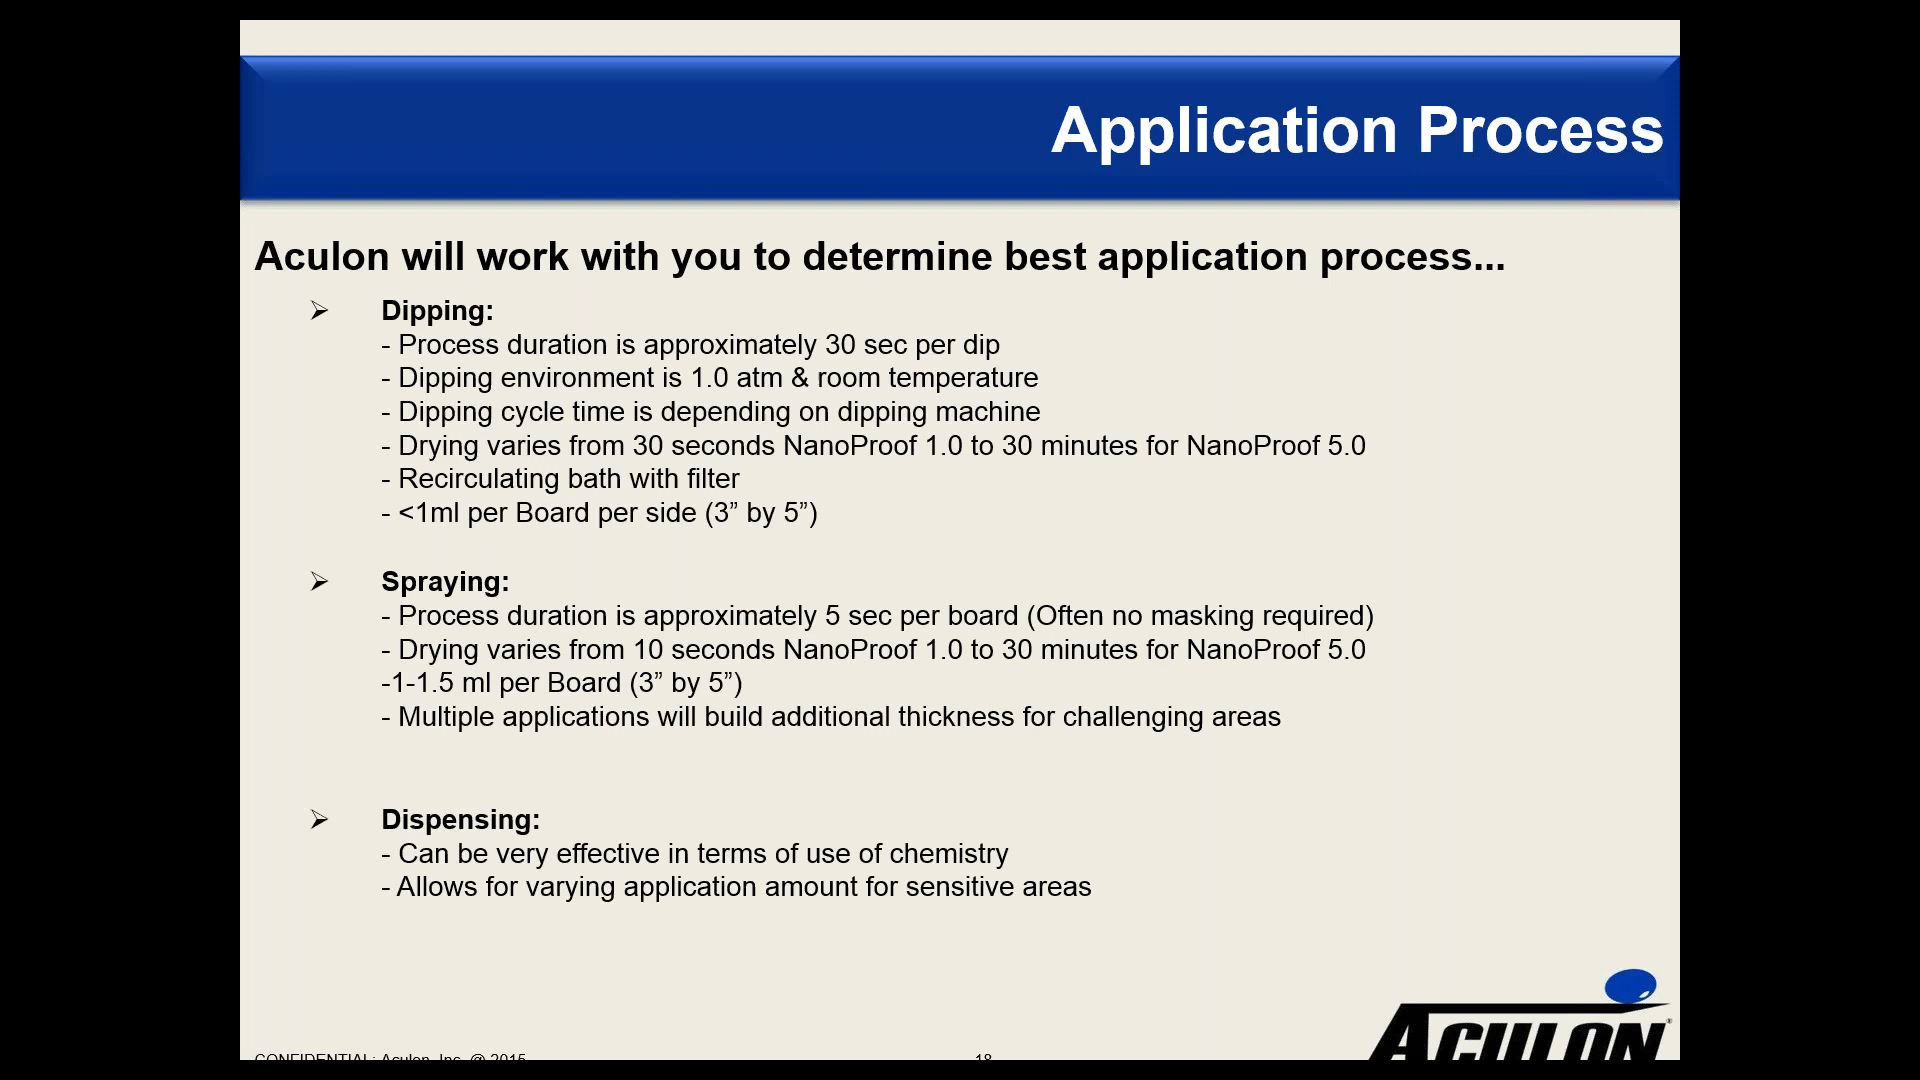 Application Process
Aculon will work with you to determine best application process...
➢ Dipping:
- Process duration is approximately 30 sec per dip
- Dipping environment is 1.0 atm & room temperature
- Dipping cycle time is depending on dipping machine
- Drying varies from 30 seconds NanoProof 1.0 to 30 minutes for NanoProof 5.0
- Recirculating bath with filter
- <1ml per Board per side (3” by 5”)
➢ Spraying:
- Process duration is approximately 5 sec per board (Often no masking required)
- Drying varies from 10 seconds NanoProof 1.0 to 30 minutes for NanoProof 5.0
-1-1.5 ml per Board (3” by 5”)
- Multiple applications will build additional thickness for challenging areas
➢ Dispensing:
- Can be very effective in terms of use of chemistry
- Allows for varying application amount for sensitive areas
ACULON®
CONFIDENTIAL: Aculon, Inc. @ 2015
18